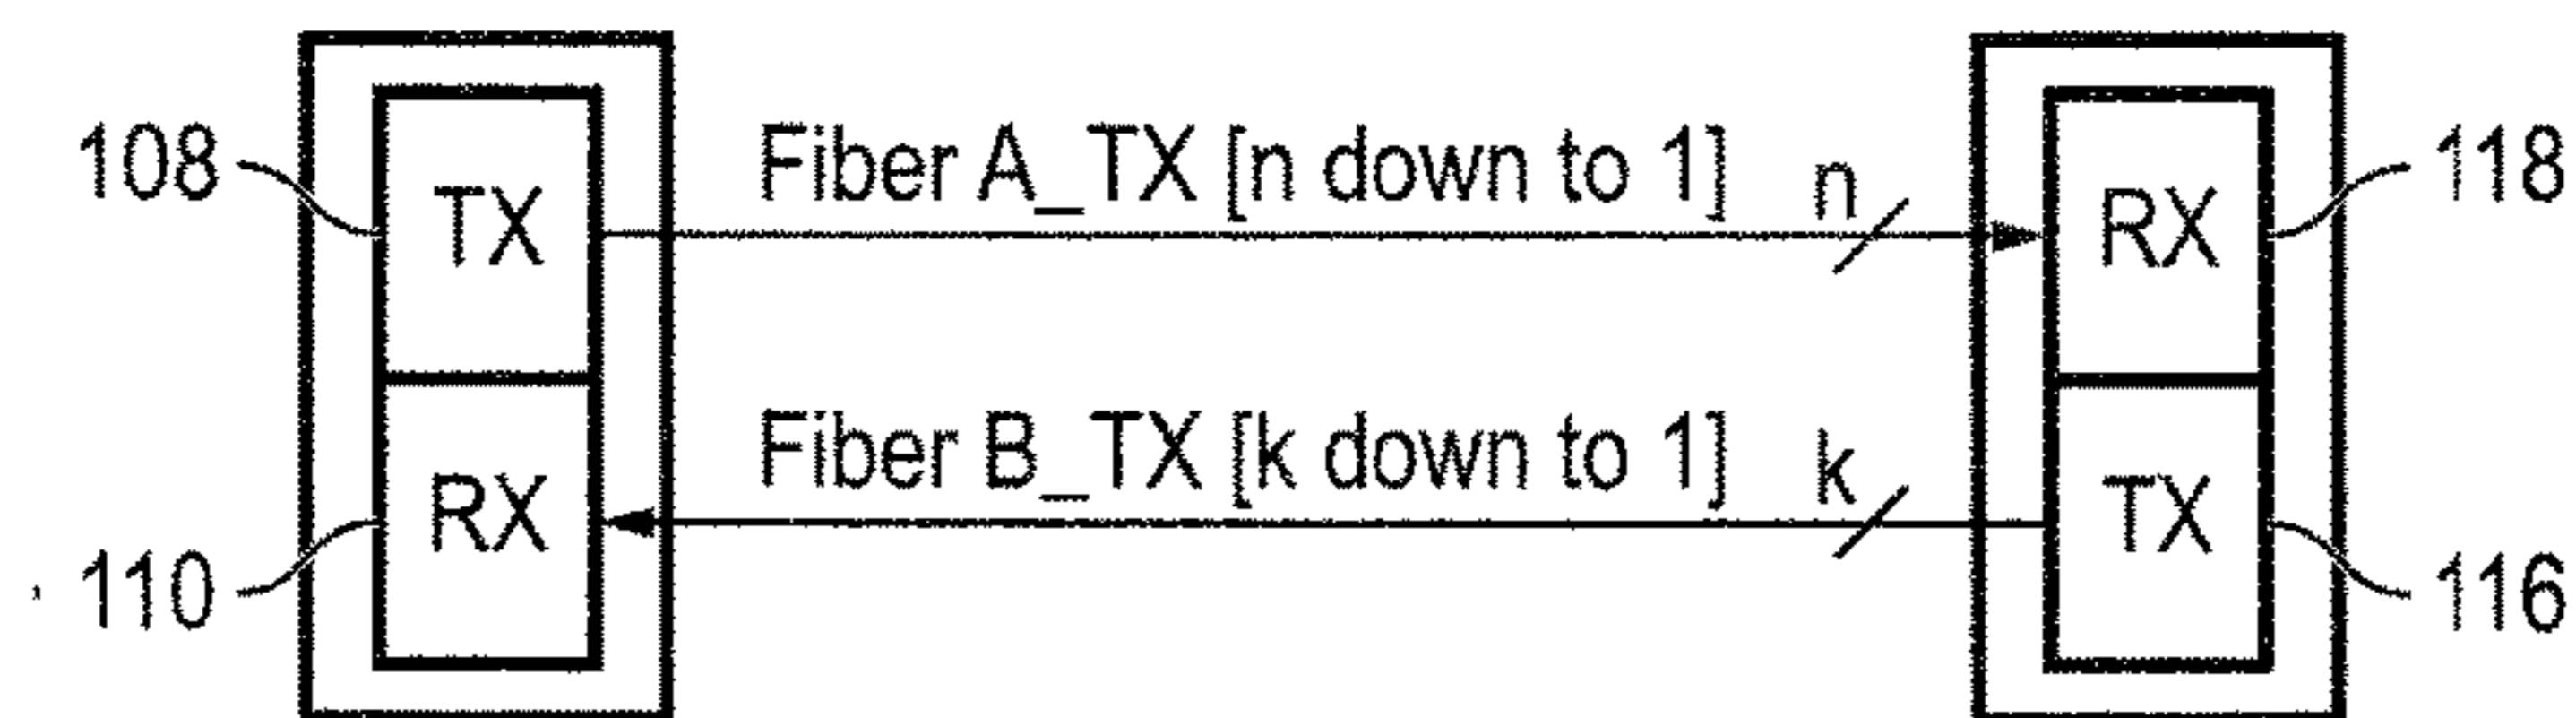 108
TX
Fiber A_TX [n down to 1]
n
RX
118
110
RX
Fiber B_TX [k down to 1]
k
TX
116